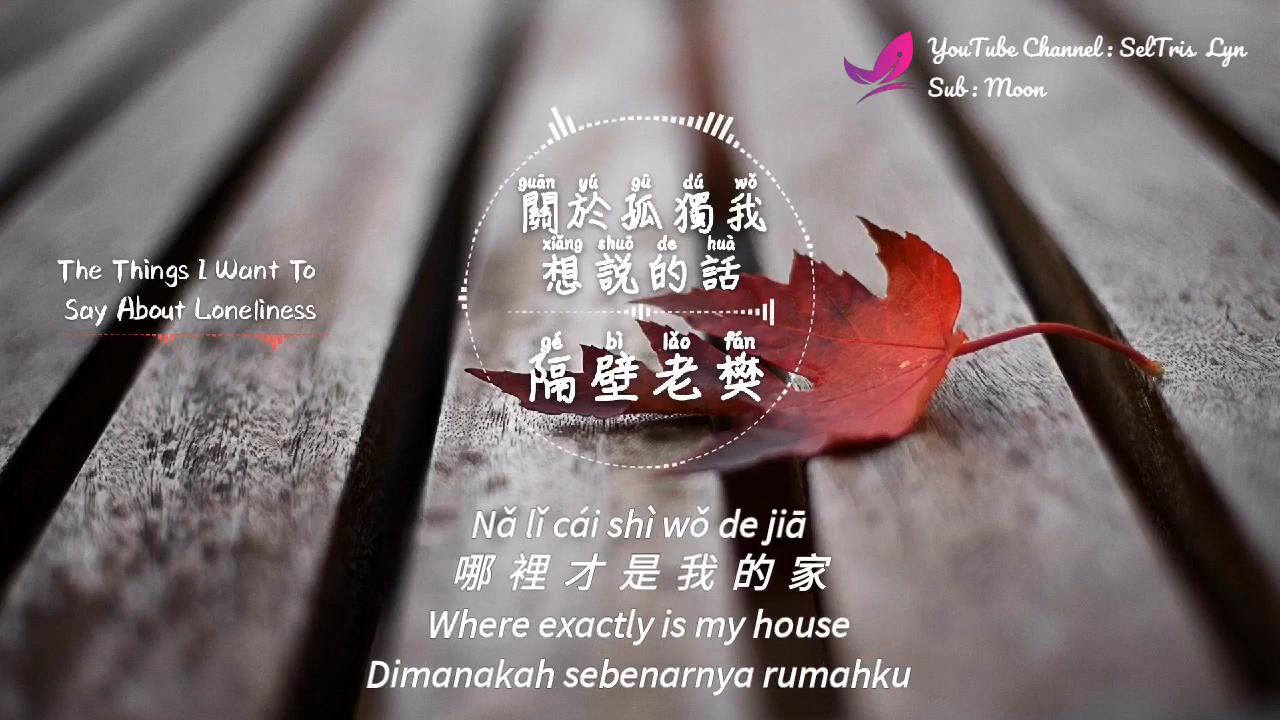 YouTube Channel : SelTris Lyn
Sub : Moon
guān yú gū dú wǒ
關於孤獨我
xiǎng shuō de huà
想說的話
gé bì lǎo fán
隔壁老樊
The Things I Want To
Say About Loneliness
Nǎ lǐ cái shì wǒ de jiā
哪裡才是我的家
Where exactly is my house
Dimanakah sebenarnya rumahku